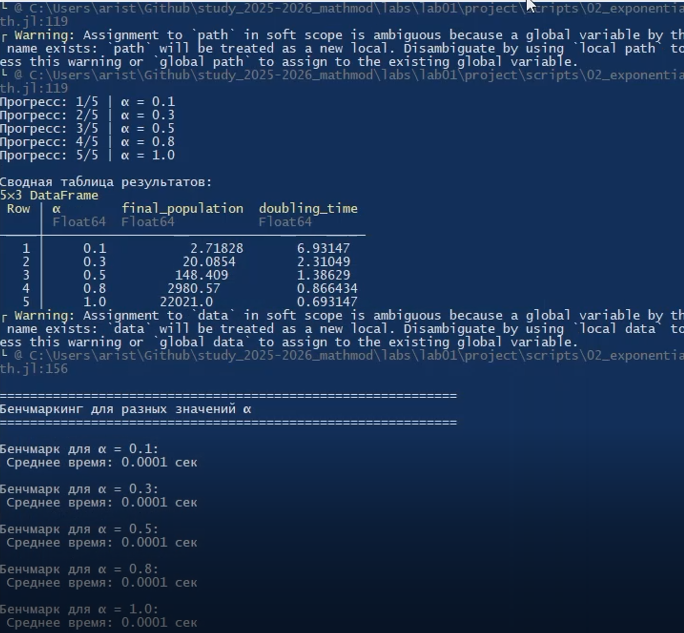 └ @ C:\Users\arist\Github\study_2025-2026_mathmod\labs\lab01\project\scripts\02_exponentia
th.jl:119
┌ Warning: Assignment to `path` in soft scope is ambiguous because a global variable by th
 name exists: `path` will be treated as a new local. Disambiguate by using `local path` to
ess this warning or `global path` to assign to the existing global variable.
└ @ C:\Users\arist\Github\study_2025-2026_mathmod\labs\lab01\project\scripts\02_exponentia
th.jl:119
Прогресс: 1/5 | α = 0.1
Прогресс: 2/5 | α = 0.3
Прогресс: 3/5 | α = 0.5
Прогресс: 4/5 | α = 0.8
Прогресс: 5/5 | α = 1.0
Сводная таблица результатов:
5×3 DataFrame
Row │ α final_population doubling_time
Float64 Float64 Float64
1 │ 0.1 2.71828 6.93147
2 │ 0.3 20.0854 2.31049
3 │ 0.5 148.409 1.38629
4 │ 0.8 2980.57 0.866434
5 │ 1.0 22021.0 0.693147
┌ Warning: Assignment to `data` in soft scope is ambiguous because a global variable by th
 name exists: `data` will be treated as a new local. Disambiguate by using `local data` to
ess this warning or `global data` to assign to the existing global variable.
└ @ C:\Users\arist\Github\study_2025-2026_mathmod\labs\lab01\project\scripts\02_exponentia
th.jl:156
============================================================
Бенчмаркинг для разных значений α
============================================================
Бенчмарк для α = 0.1:
Среднее время: 0.0001 сек
Бенчмарк для α = 0.3:
Среднее время: 0.0001 сек
Бенчмарк для α = 0.5:
Среднее время: 0.0001 сек
Бенчмарк для α = 0.8:
Среднее время: 0.0001 сек
Бенчмарк для α = 1.0:
Среднее время: 0.0001 сек